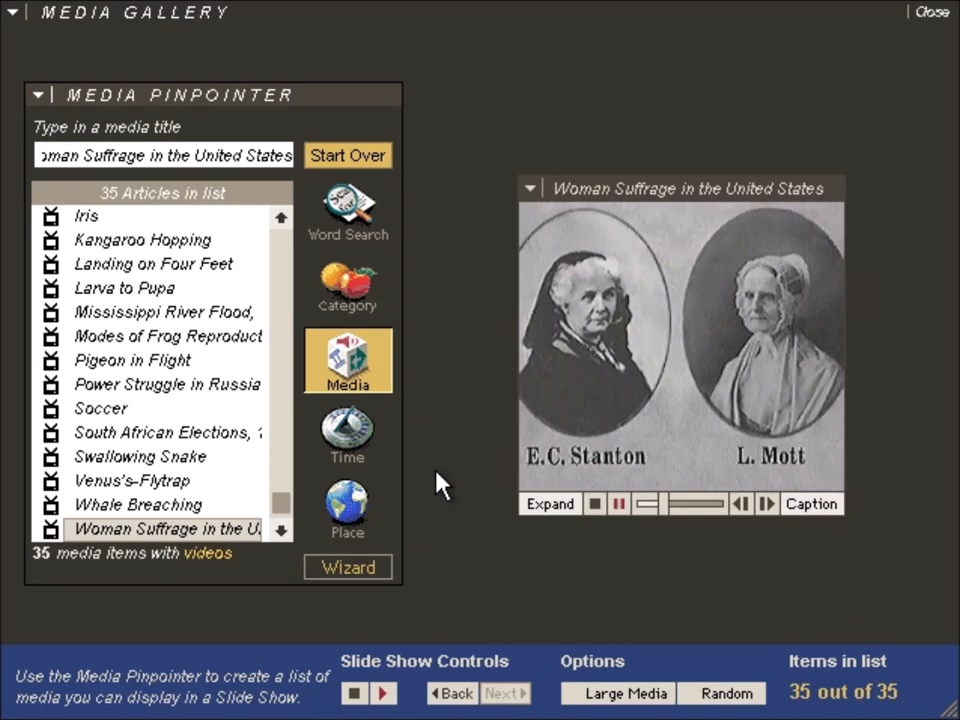 MEDIA GALLERY
Close
MEDIA PINPOINTER
Type in a media title
oman Suffrage in the United States
Start Over
35 Articles in list
Iris
Kangaroo Hopping
Landing on Four Feet
Larva to Pupa
Mississippi River Flood,
Modes of Frog Reproduct
Pigeon in Flight
Power Struggle in Russia
Soccer
South African Elections, 1
Swallowing Snake
Venus's-Flytrap
Whale Breaching
Woman Suffrage in the U.
35 media items with videos
Word Search
Category
Media
Time
Place
Wizard
Woman Suffrage in the United States
E.C. Stanton
L. Mott
Expand
Caption
Use the Media Pinpointer to create a list of
media you can display in a Slide Show.
Slide Show Controls
Back Next
Options
Large Media Random
Items in list
35 out of 35